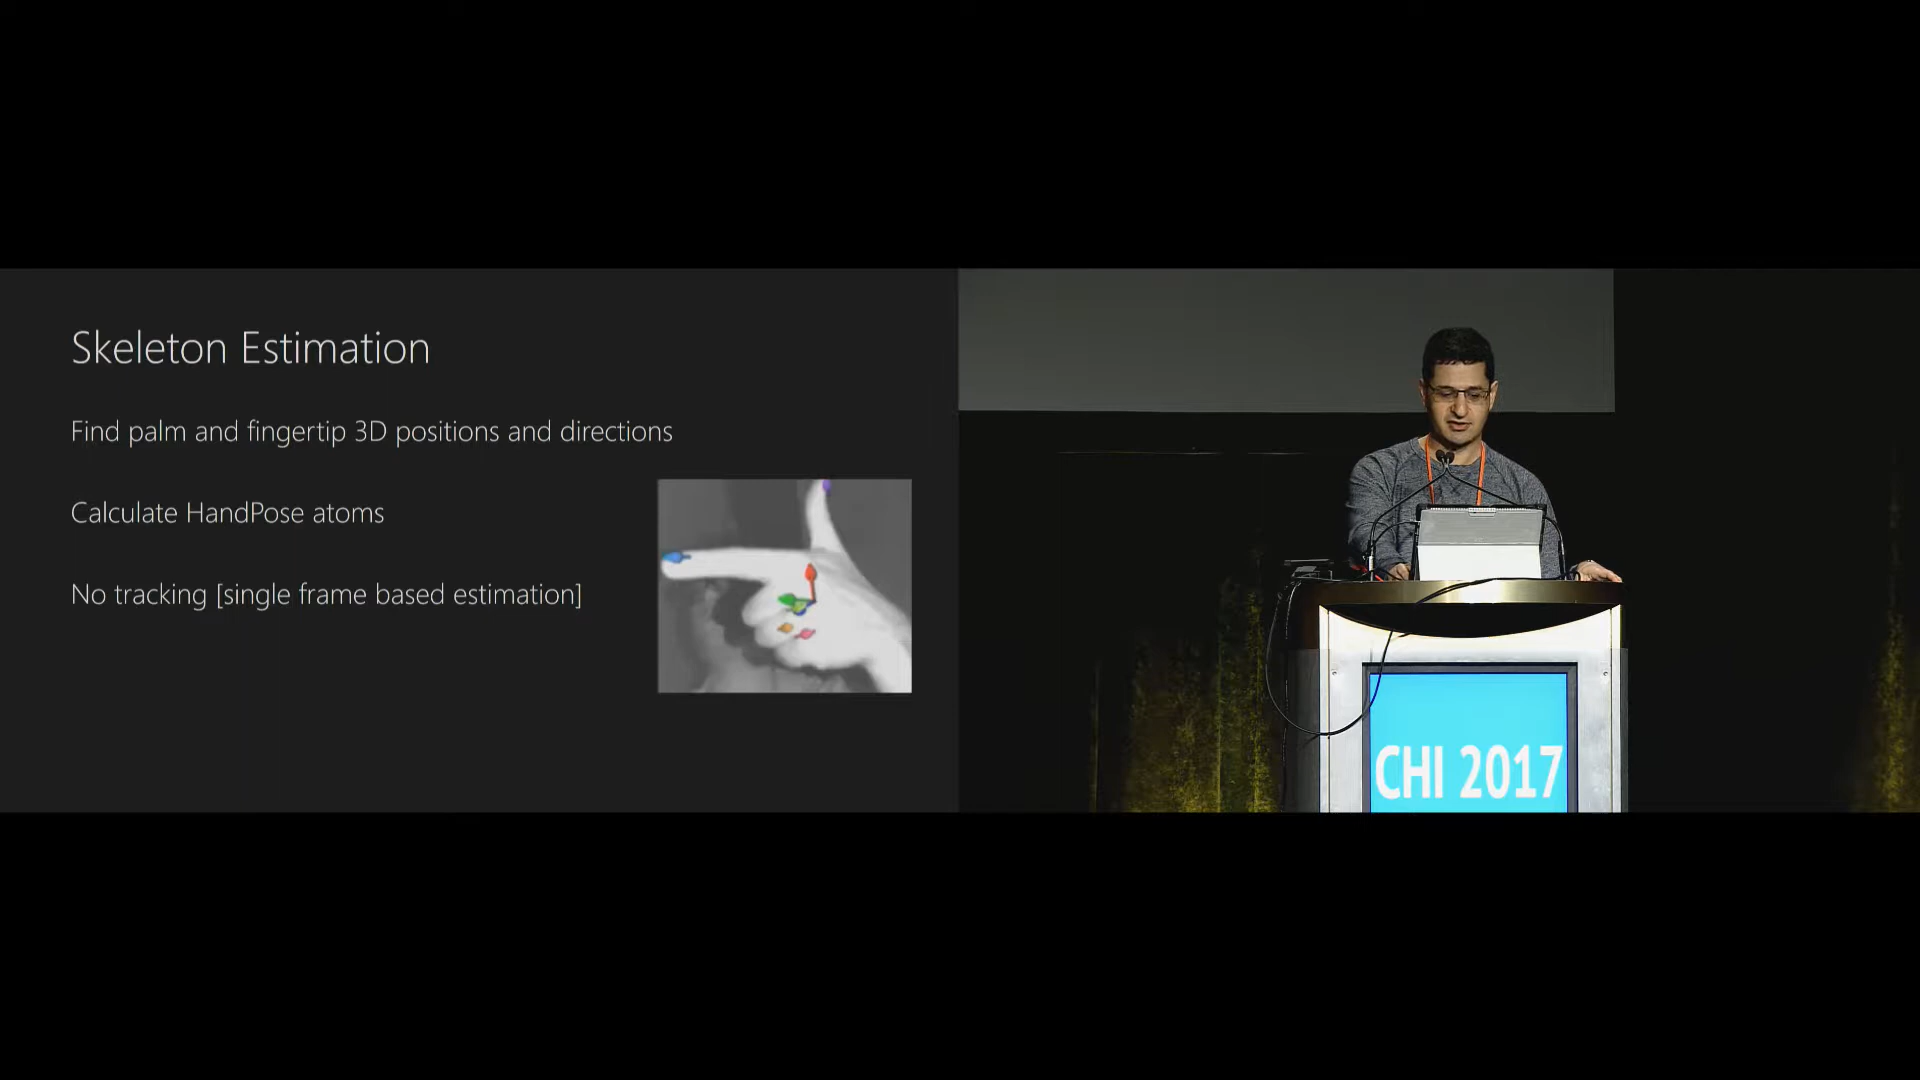 Skeleton Estimation
Find palm and fingertip 3D positions and directions
Calculate HandPose atoms
No tracking [single frame based estimation]
CHI 2017